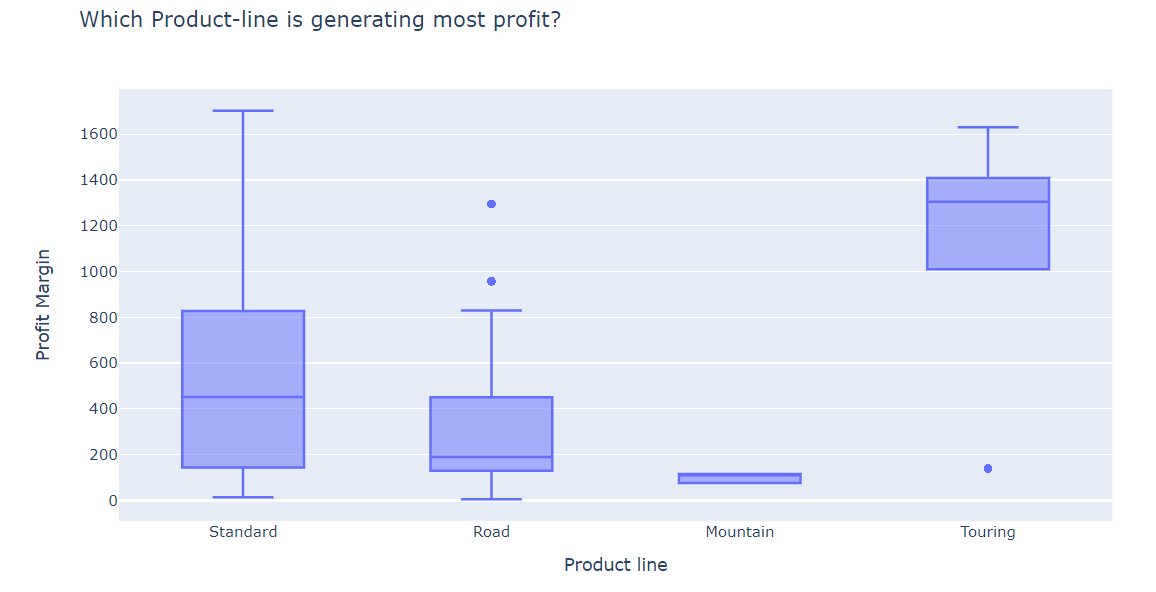 Which Product-line is generating most profit?
Profit Margin
1600
1400
1200
1000
800
600
400
200
0
Standard Road Mountain Touring
Product line